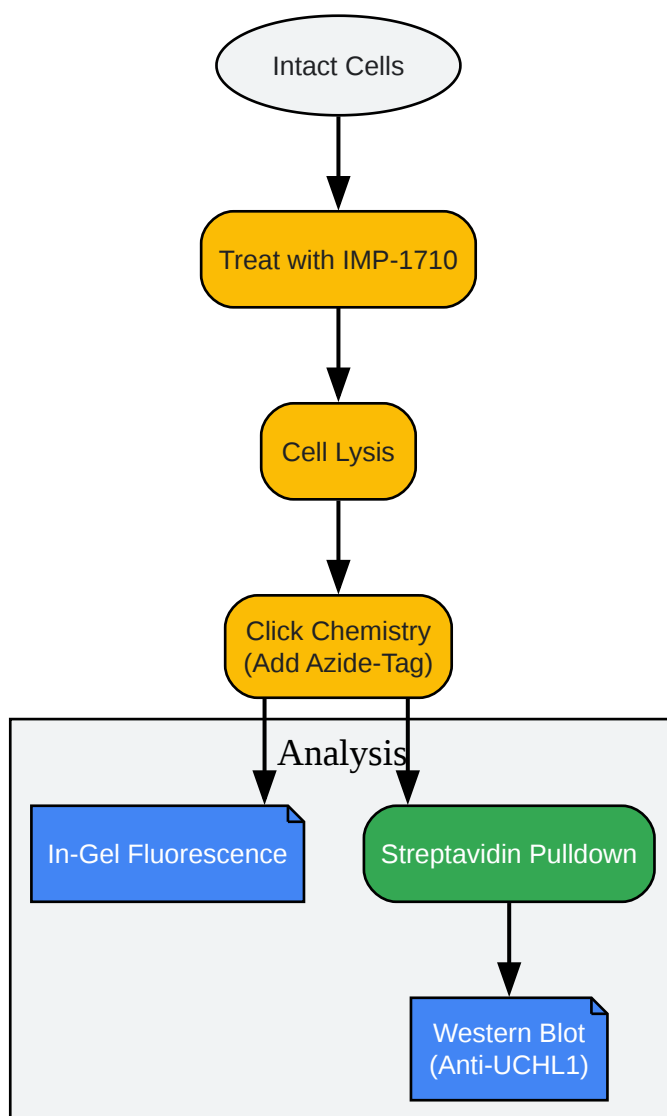 Intact Cells
Treat with IMP-1710
Cell Lysis
Click Chemistry
(Add Azide-Tag)
Analysis
In-Gel Fluorescence
Streptavidin Pulldown
Western Blot
(Anti-UCHL1)